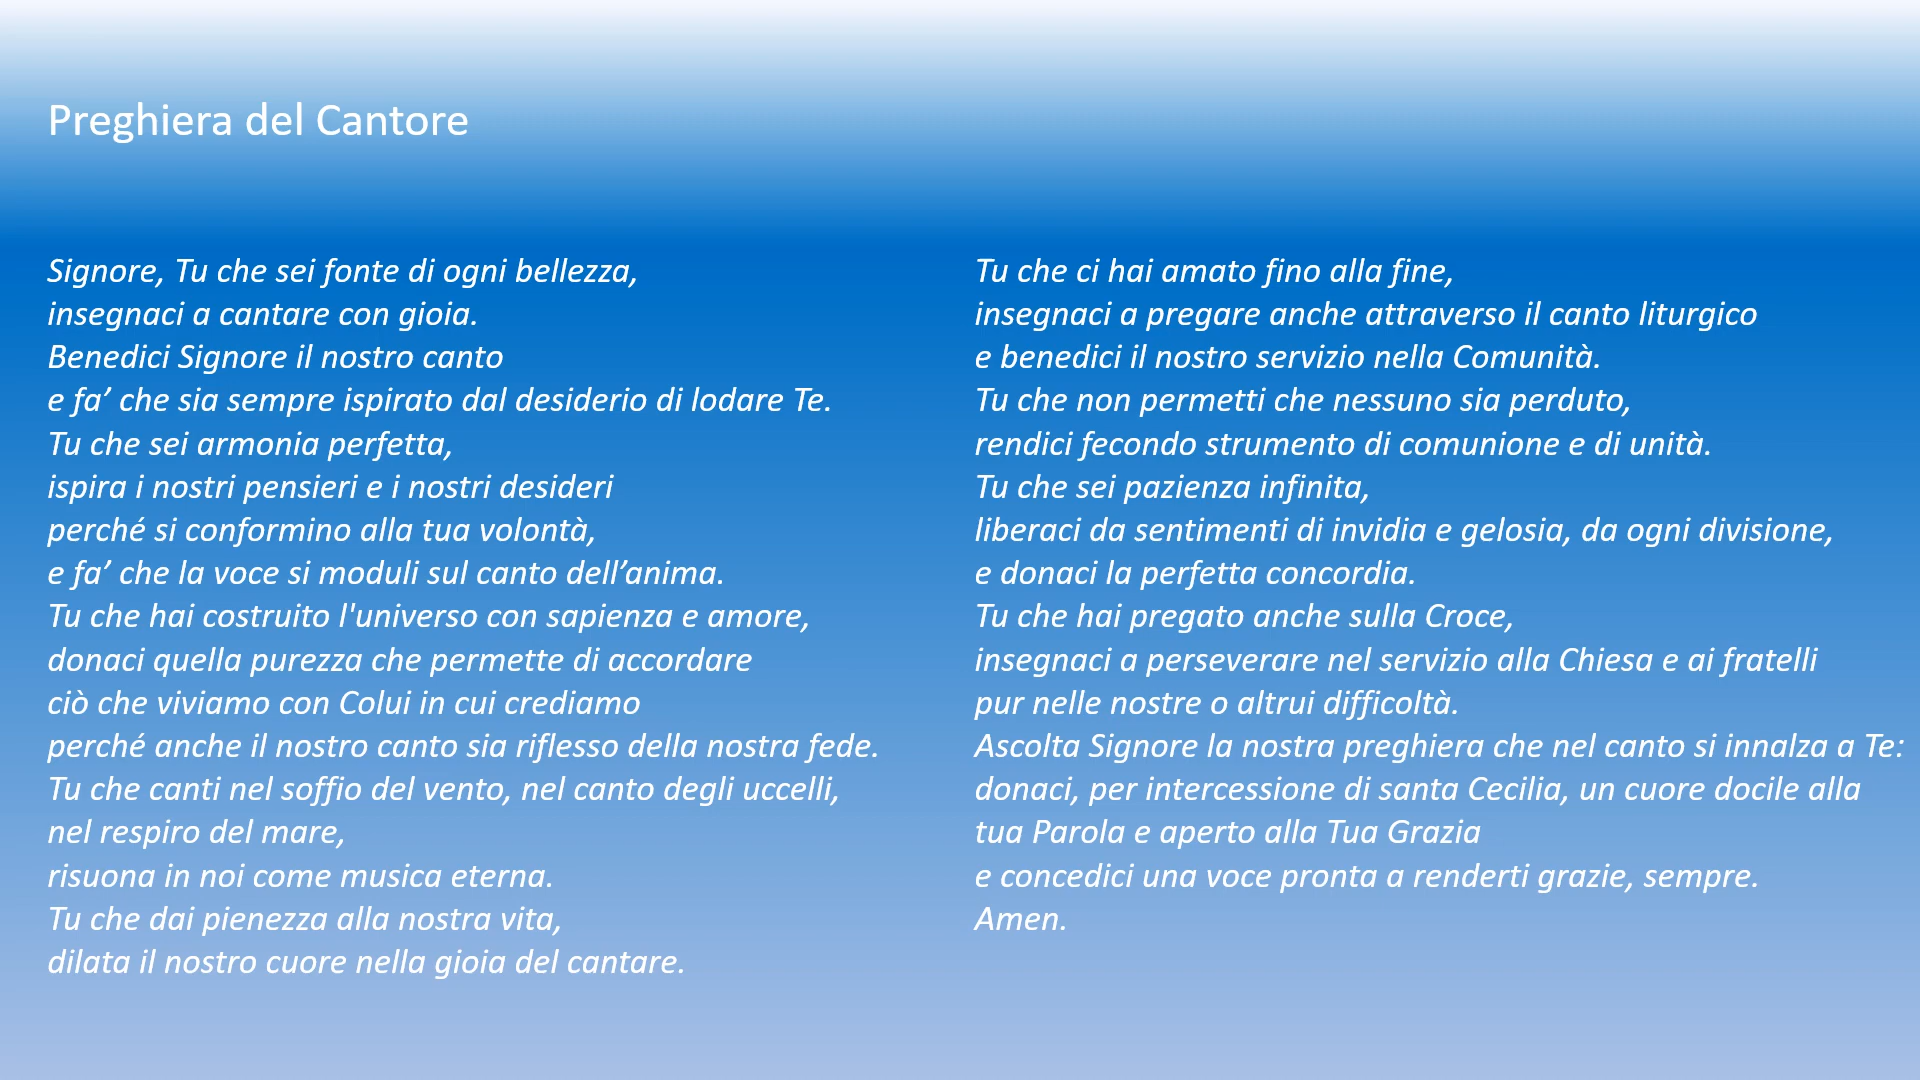 Preghiera del Cantore
Signore, Tu che sei fonte di ogni bellezza,
insegnaci a cantare con gioia.
Benedici Signore il nostro canto
e fa’ che sia sempre ispirato dal desiderio di lodare Te.
Tu che sei armonia perfetta,
ispira i nostri pensieri e i nostri desideri
perché si conformino alla tua volontà,
e fa’ che la voce si moduli sul canto dell’anima.
Tu che hai costruito l'universo con sapienza e amore,
donaci quella purezza che permette di accordare
ciò che viviamo con Colui in cui crediamo
perché anche il nostro canto sia riflesso della nostra fede.
Tu che canti nel soffio del vento, nel canto degli uccelli,
nel respiro del mare,
risuona in noi come musica eterna.
Tu che dai pienezza alla nostra vita,
dilata il nostro cuore nella gioia del cantare.
Tu che ci hai amato fino alla fine,
insegnaci a pregare anche attraverso il canto liturgico
e benedici il nostro servizio nella Comunità.
Tu che non permetti che nessuno sia perduto,
rendici fecondo strumento di comunione e di unità.
Tu che sei pazienza infinita,
liberaci da sentimenti di invidia e gelosia, da ogni divisione,
e donaci la perfetta concordia.
Tu che hai pregato anche sulla Croce,
insegnaci a perseverare nel servizio alla Chiesa e ai fratelli
pur nelle nostre o altrui difficoltà.
Ascolta Signore la nostra preghiera che nel canto si innalza a Te:
donaci, per intercessione di santa Cecilia, un cuore docile alla
tua Parola e aperto alla Tua Grazia
e concedici una voce pronta a renderti grazie, sempre.
Amen.